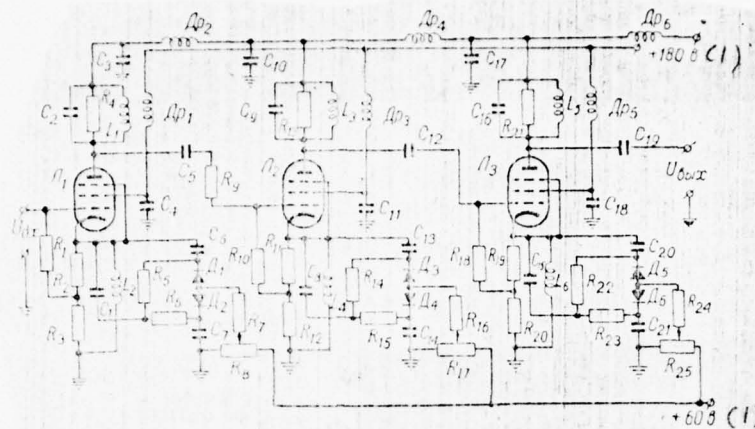 Др2 Др4 Др6
+180 в (1)
C3 C10 C17
C2 R4 L1 Др1 C9 L3 Др3 C16 L5 Др5
C5 C12 C19
Л1 R9 Л2 Л3 Uвых
C4 C11 C18
Uвх
R1 C6 R10 C13 R18 R19 C20
R2 L2 R5 Д1 R14 Д3 R22 Д5
R6 Д2 Д4 Д6 R24
R3 C1 C7 R7 R12 R15 R16 R20 R23 C21
R8 C14 R17 R25
+60 в (1